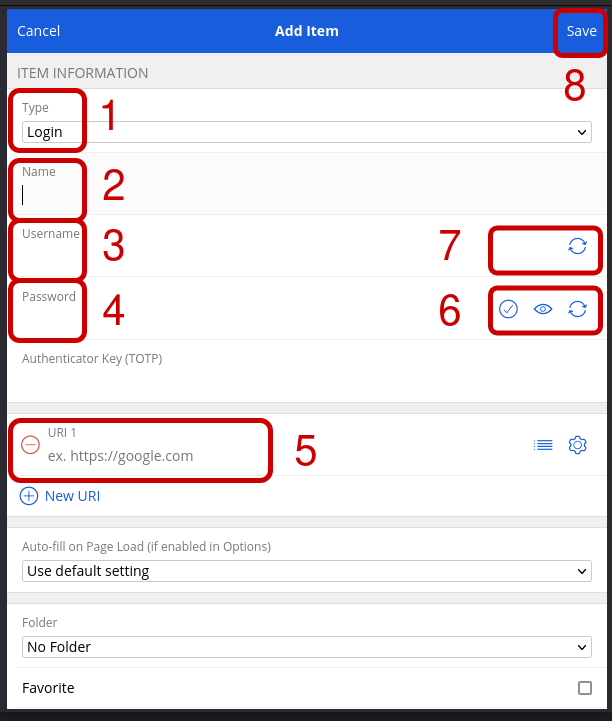 Cancel Add Item Save
8
ITEM INFORMATION
Type
1
Login
Name
2
Username
3
7
Password
4
6
Authenticator Key (TOTP)
URI 1
ex. https://google.com
5
New URI
Auto-fill on Page Load (if enabled in Options)
Use default setting
Folder
No Folder
Favorite